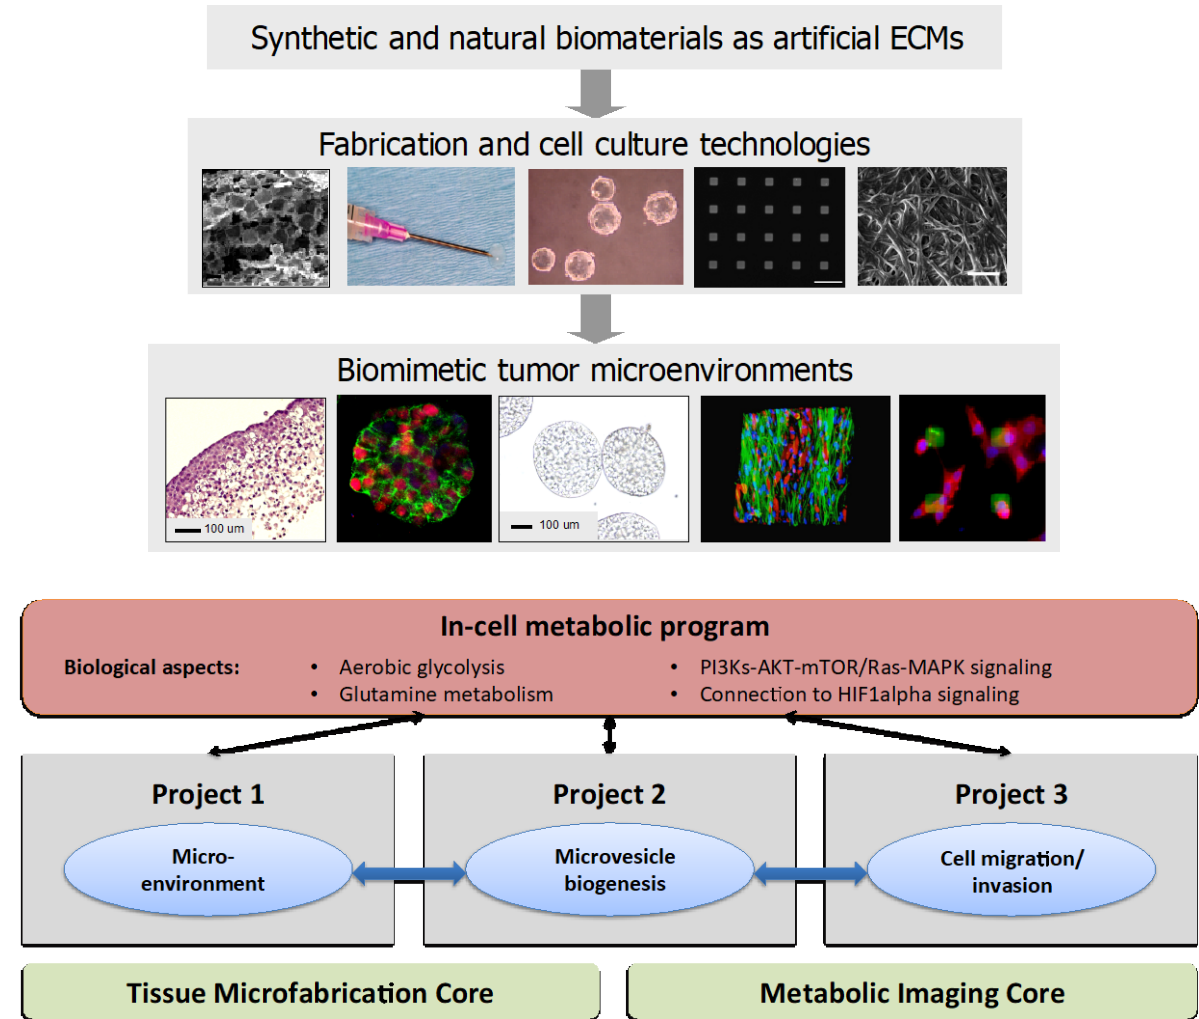 Synthetic and natural biomaterials as artificial ECMs
Fabrication and cell culture technologies
Biomimetic tumor microenvironments
100 um
100 um
In-cell metabolic program
Biological aspects:
• Aerobic glycolysis
• Glutamine metabolism
• PI3Ks-AKT-mTOR/Ras-MAPK signaling
• Connection to HIF1alpha signaling
Project 1
Micro-
environment
Project 2
Microvesicle
biogenesis
Project 3
Cell migration/
invasion
Tissue Microfabrication Core
Metabolic Imaging Core